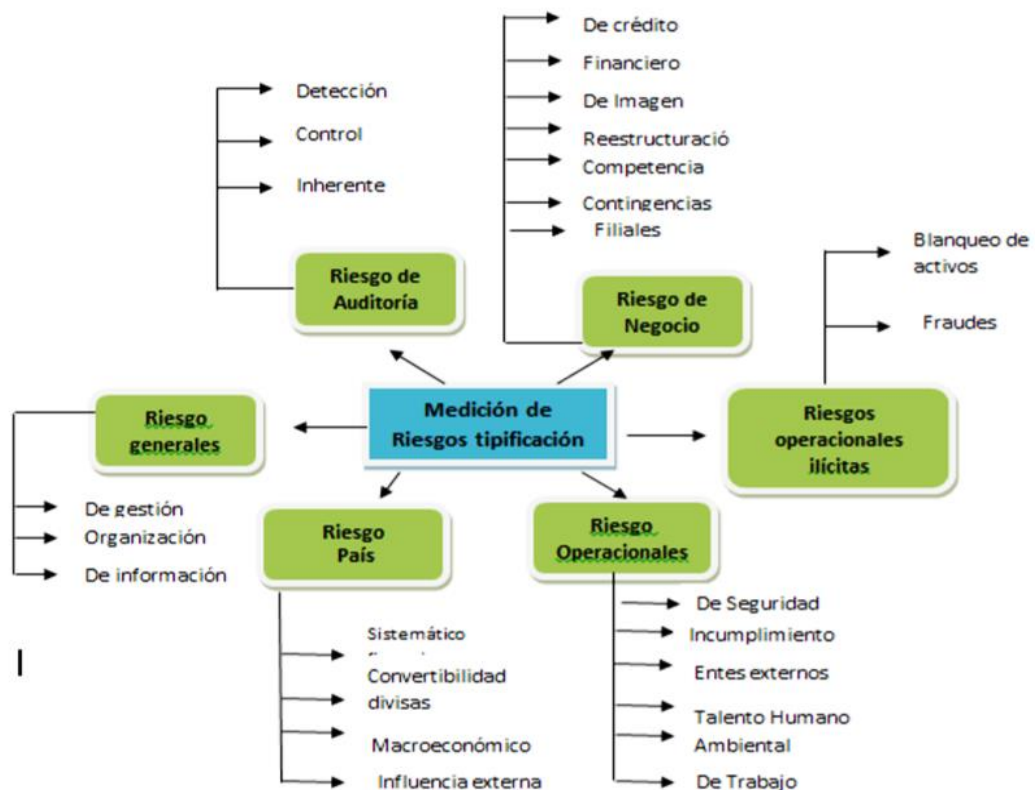 De crédito
Financiero
De Imagen
Reestructuració
Competencia
Contingencias
Filiales
Detección
Control
Inherente
Blanqueo de
activos
Fraudes
Riesgo de
Auditoría
Riesgo de
Negocio
Medición de
Riesgos tipificación
Riesgo
generales
Riesgos
operacionales
ilícitas
De gestión
Organización
De información
Riesgo
País
Riesgo
Operacionales
Sistemático
Convertibilidad
divisas
Macroeconómico
Influencia externa
De Seguridad
Incumplimiento
Entes externos
Talento Humano
Ambiental
De Trabajo